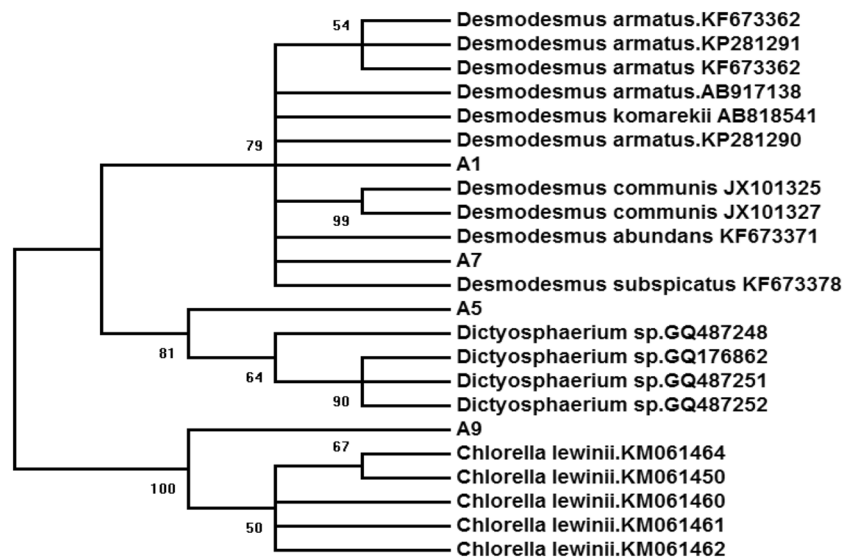 54
Desmodesmus armatus.KF673362
Desmodesmus armatus.KP281291
Desmodesmus armatus KF673362
Desmodesmus armatus.AB917138
Desmodesmus komarekii AB818541
Desmodesmus armatus.KP281290
79
A1
Desmodesmus communis JX101325
Desmodesmus communis JX101327
99
Desmodesmus abundans KF673371
A7
Desmodesmus subspicatus KF673378
A5
Dictyosphaerium sp.GQ487248
81
Dictyosphaerium sp.GQ176862
64
Dictyosphaerium sp.GQ487251
90
Dictyosphaerium sp.GQ487252
A9
67
Chlorella lewinii.KM061464
Chlorella lewinii.KM061450
100
Chlorella lewinii.KM061460
50
Chlorella lewinii.KM061461
Chlorella lewinii.KM061462